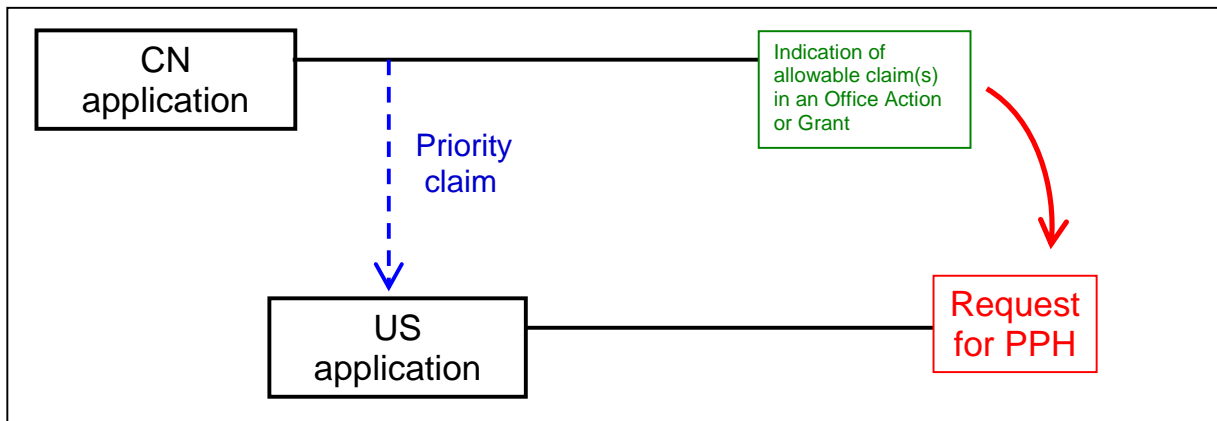 CN
application
Indication of
allowable claim(s)
in an Office Action
or Grant
Priority
claim
US
application
Request
for PPH